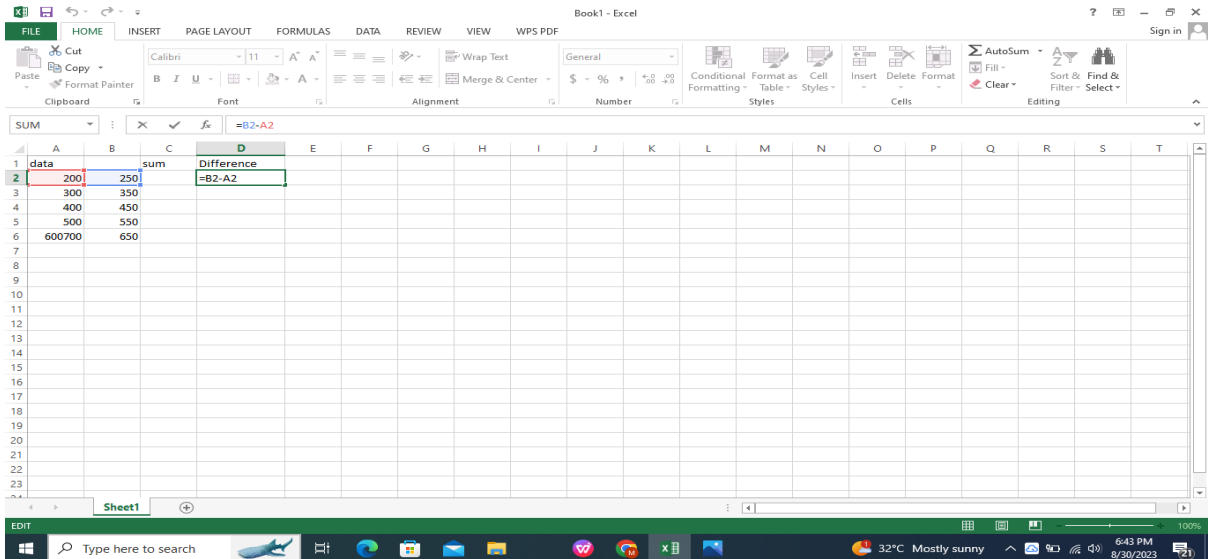 Book1 - Excel
?
FILE HOME INSERT PAGE LAYOUT FORMULAS DATA REVIEW VIEW WPS PDF Sign in
Paste Cut Copy Format Painter
Calibri 11 A A
B I U A
Wrap Text
Merge & Center
General
$ % ,
Conditional Formatting Format as Table Cell Styles
Insert Delete Format
AutoSum Fill Clear
Sort & Filter Find & Select
Clipboard Font Alignment Number Styles Cells Editing
SUM fx =B2-A2
A B C D E F G H I J K L M N O P Q R S T
1 data sum Difference
2 200 250 =B2-A2
3 300 350
4 400 450
5 500 550
6 600700 650
7
8
9
10
11
12
13
14
15
16
17
18
19
20
21
22
23
Sheet1
EDIT 100%
Type here to search 32°C Mostly sunny 6:43 PM
8/30/2023 21